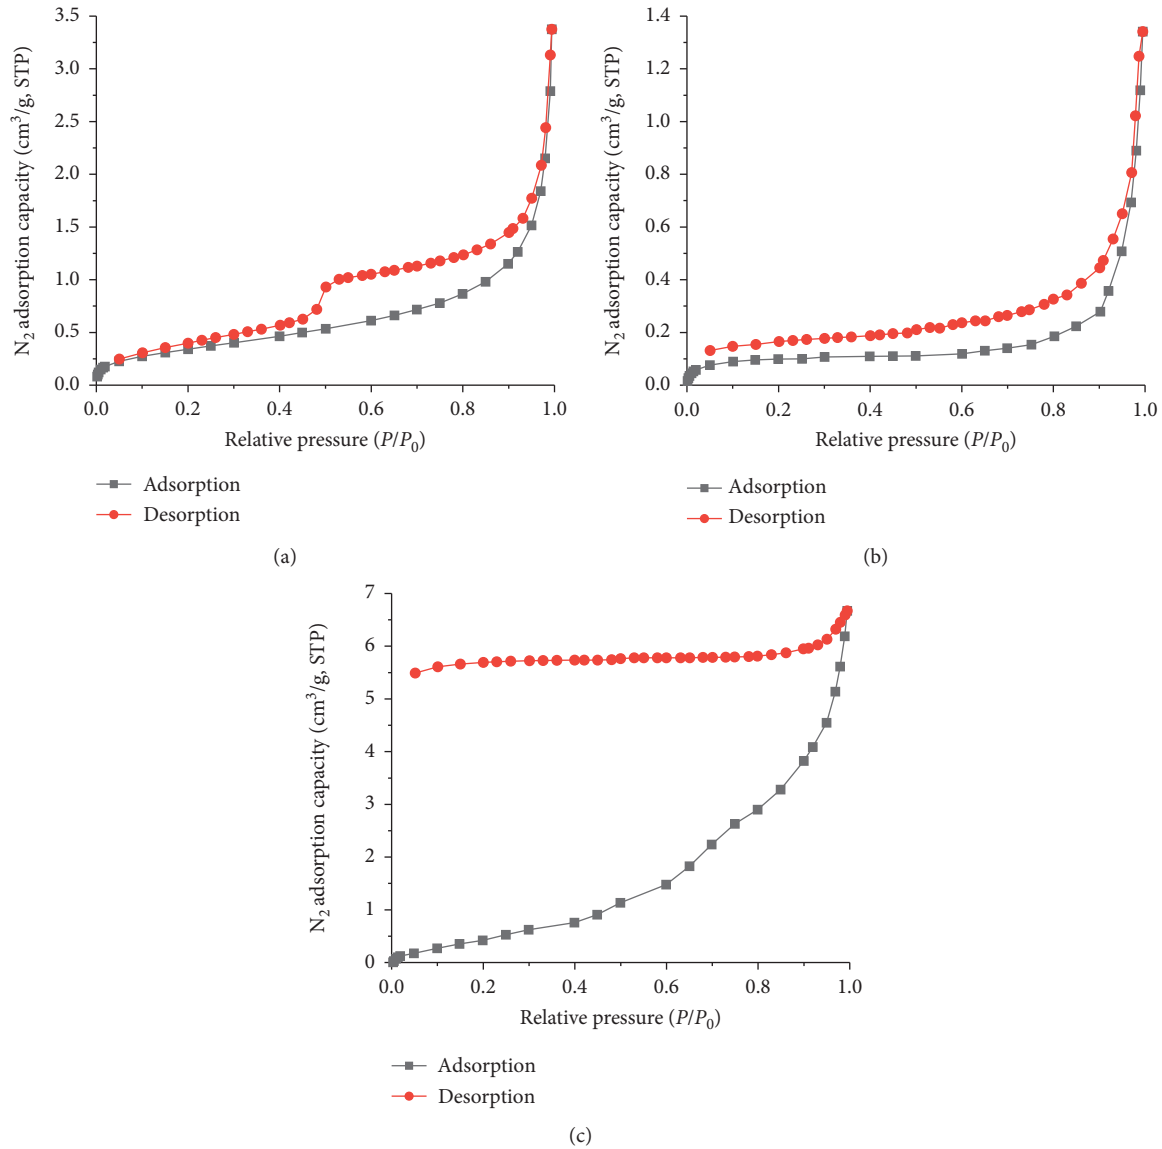 3.5
3.0
2.5
2.0
1.5
1.0
0.5
0.0
N₂ adsorption capacity (cm³/g, STP)
0.0 0.2 0.4 0.6 0.8 1.0
Relative pressure (P/P₀)
Adsorption
Desorption
(a)
1.4
1.2
1.0
0.8
0.6
0.4
0.2
0.0
N₂ adsorption capacity (cm³/g, STP)
0.0 0.2 0.4 0.6 0.8 1.0
Relative pressure (P/P₀)
Adsorption
Desorption
(b)
7
6
5
4
3
2
1
0
N₂ adsorption capacity (cm³/g, STP)
0.0 0.2 0.4 0.6 0.8 1.0
Relative pressure (P/P₀)
Adsorption
Desorption
(c)